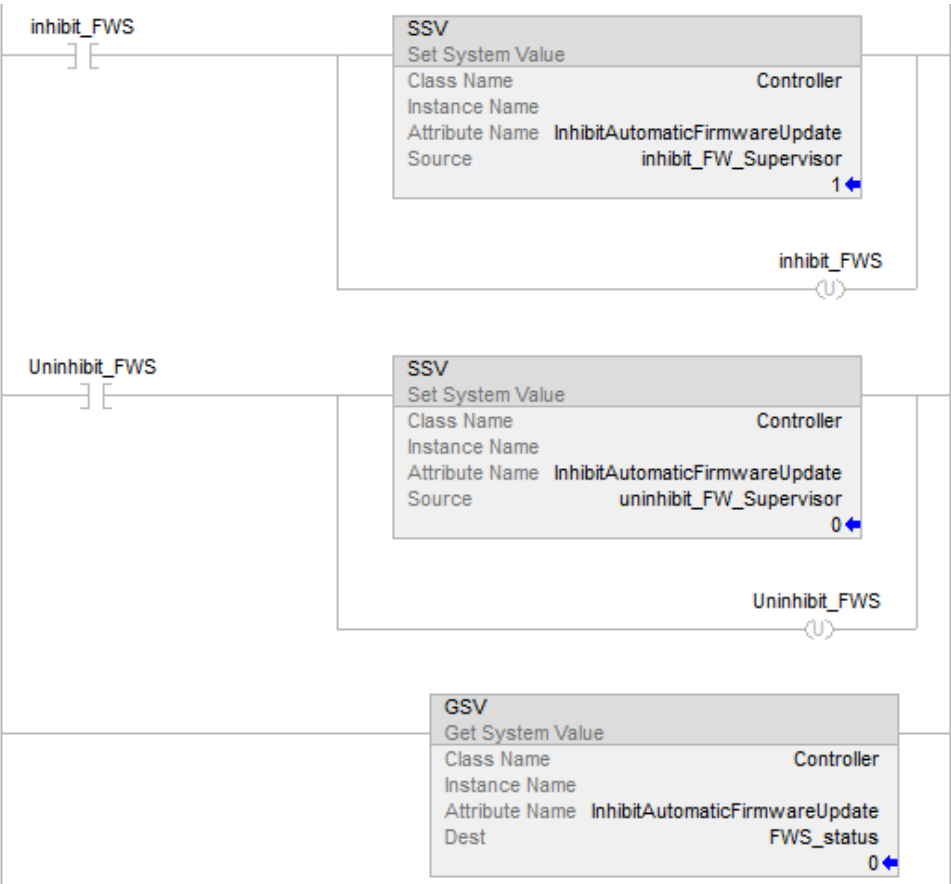 inhibit_FWS
SSV
Set System Value
Class Name Controller
Instance Name
Attribute Name InhibitAutomaticFirmwareUpdate
Source inhibit_FW_Supervisor
1
inhibit_FWS
U
Uninhibit_FWS
SSV
Set System Value
Class Name Controller
Instance Name
Attribute Name InhibitAutomaticFirmwareUpdate
Source uninhibit_FW_Supervisor
0
Uninhibit_FWS
U
GSV
Get System Value
Class Name Controller
Instance Name
Attribute Name InhibitAutomaticFirmwareUpdate
Dest FWS_status
0